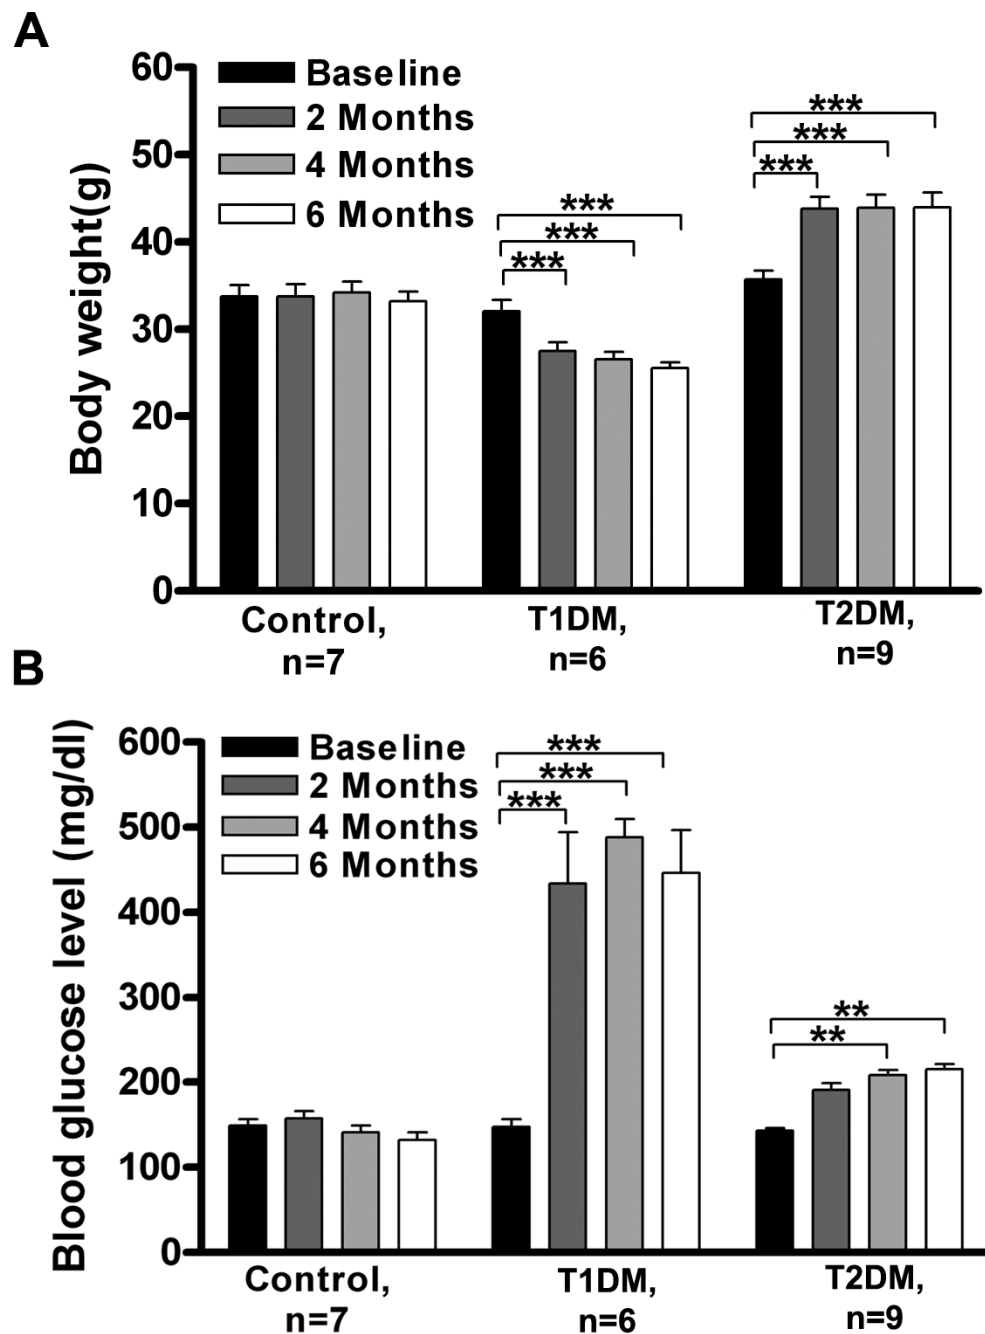 A
60
50
40
30
20
10
0
Body weight(g)
Baseline
2 Months
4 Months
6 Months
***
***
***
***
***
***
Control,
n=7
T1DM,
n=6
T2DM,
n=9
B
600
500
400
300
200
100
0
Blood glucose level (mg/dl)
Baseline
2 Months
4 Months
6 Months
***
***
***
**
**
Control,
n=7
T1DM,
n=6
T2DM,
n=9